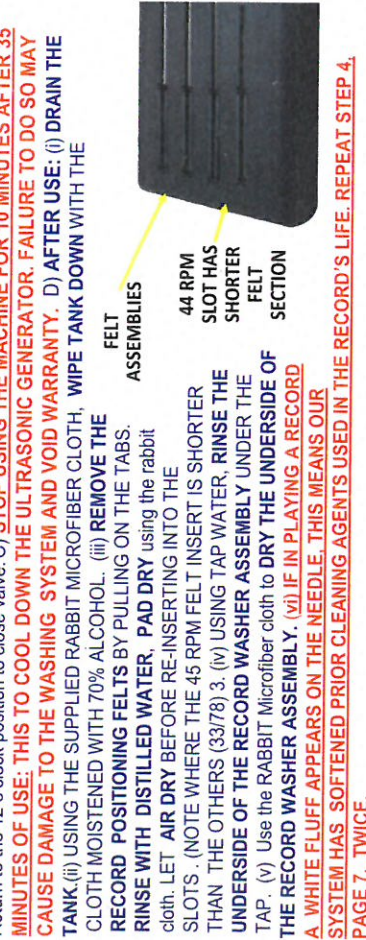 Return to the 12 o'clock position to close valve. C) STOP USING THE MACHINE FOR 10 MINUTES AFTER 35
MINUTES OF USE: THIS TO COOL DOWN THE ULTRASONIC GENERATOR. FAILURE TO DO SO MAY
CAUSE DAMAGE TO THE WASHING SYSTEM AND VOID WARRANTY. D) AFTER USE: (i) DRAIN THE
TANK.(ii) USING THE SUPPLIED RABBIT MICROFIBER CLOTH, WIPE TANK DOWN WITH THE
CLOTH MOISTENED WITH 70% ALCOHOL. (iii) REMOVE THE
RECORD POSITIONING FELTS BY PULLING ON THE TABS.
RINSE WITH DISTILLED WATER, PAD DRY using the rabbit
cloth. LET AIR DRY BEFORE RE-INSERTING INTO THE
SLOTS . (NOTE WHERE THE 45 RPM FELT INSERT IS SHORTER
THAN THE OTHERS (33/78) 3. (iv) USING TAP WATER, RINSE THE
UNDERSIDE OF THE RECORD WASHER ASSEMBLY UNDER THE
TAP. (v) Use the RABBIT Microfiber cloth to DRY THE UNDERSIDE OF
THE RECORD WASHER ASSEMBLY. (vi) IF IN PLAYING A RECORD
A WHITE FLUFF APPEARS ON THE NEEDLE, THIS MEANS OUR
SYSTEM HAS SOFTENED PRIOR CLEANING AGENTS USED IN THE RECORD'S LIFE. REPEAT STEP 4,
PAGE 7, TWICE.
FELT
ASSEMBLIES
44 RPM
SLOT HAS
SHORTER
FELT
SECTION